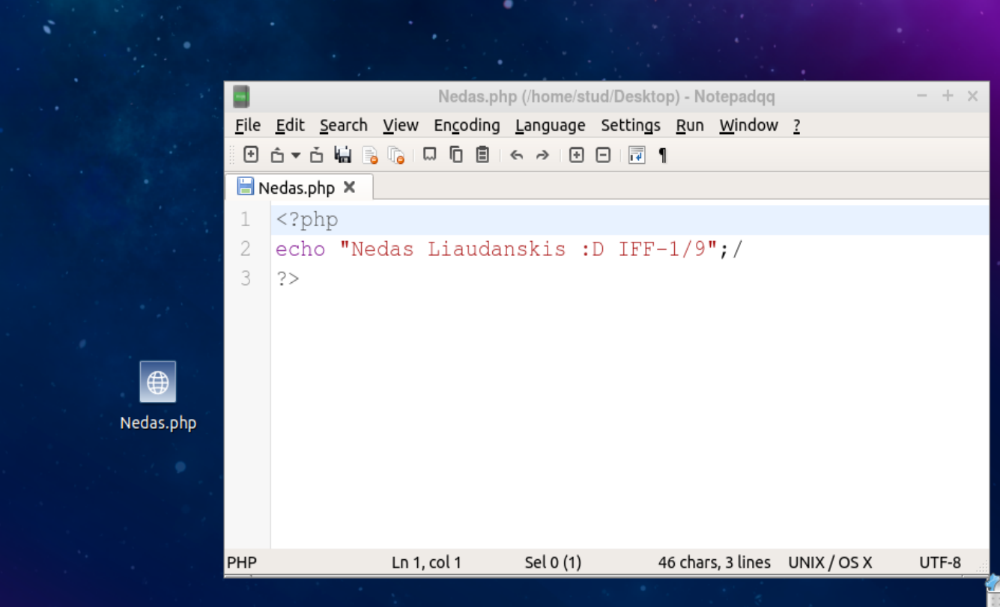 Nedas.php (/home/stud/Desktop) - Notepadqq
File Edit Search View Encoding Language Settings Run Window ?
Nedas.php
1 <?php
2 echo "Nedas Liaudanskis :D IFF-1/9";/
3 ?>
Nedas.php
PHP Ln 1, col 1 Sel 0 (1) 46 chars, 3 lines UNIX / OS X UTF-8